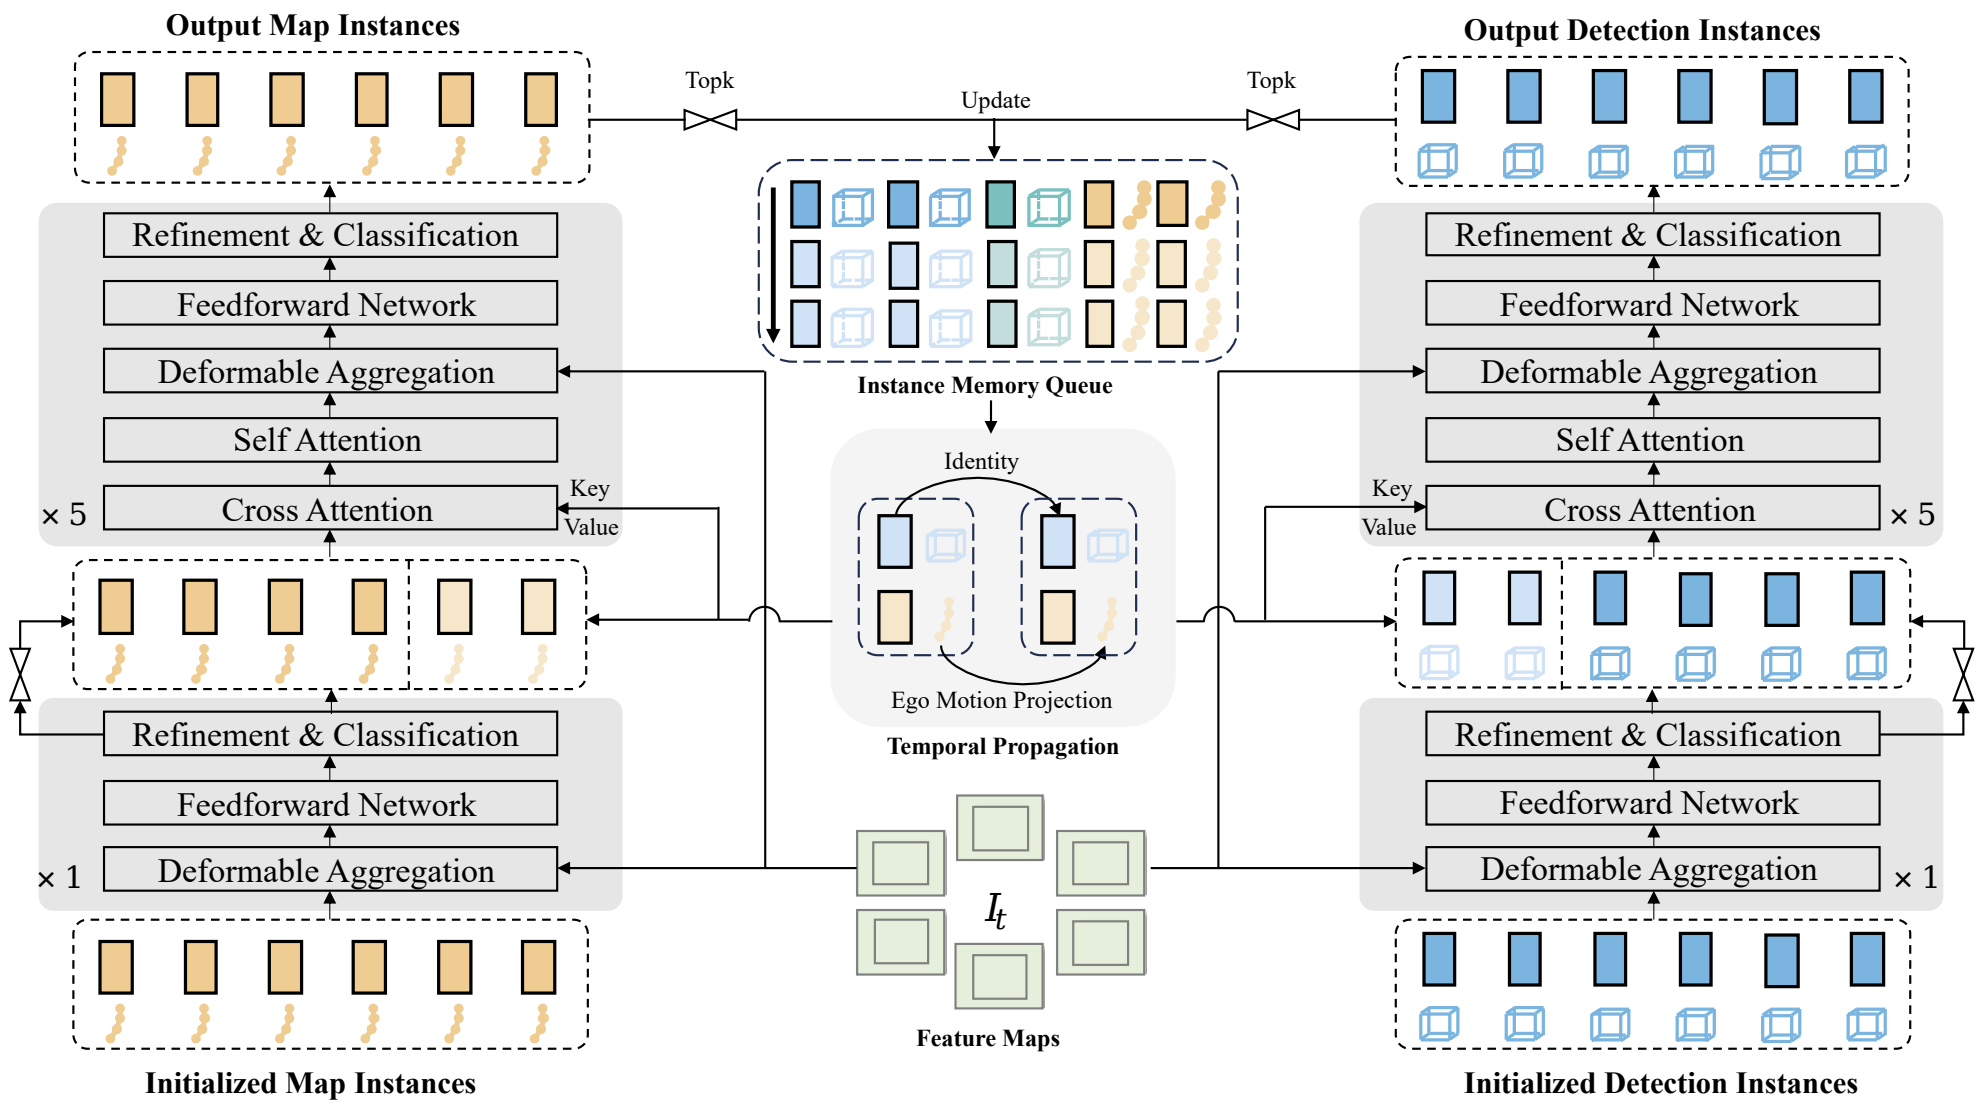 Output Map Instances
Output Detection Instances
Topk
Update
Topk
Refinement & Classification
Feedforward Network
Deformable Aggregation
Self Attention
Cross Attention
× 5
Key
Value
Instance Memory Queue
Identity
Ego Motion Projection
Temporal Propagation
Refinement & Classification
Feedforward Network
Deformable Aggregation
Self Attention
Cross Attention
× 5
Key
Value
Refinement & Classification
Feedforward Network
Deformable Aggregation
× 1
I_t
Feature Maps
Refinement & Classification
Feedforward Network
Deformable Aggregation
× 1
Initialized Map Instances
Initialized Detection Instances